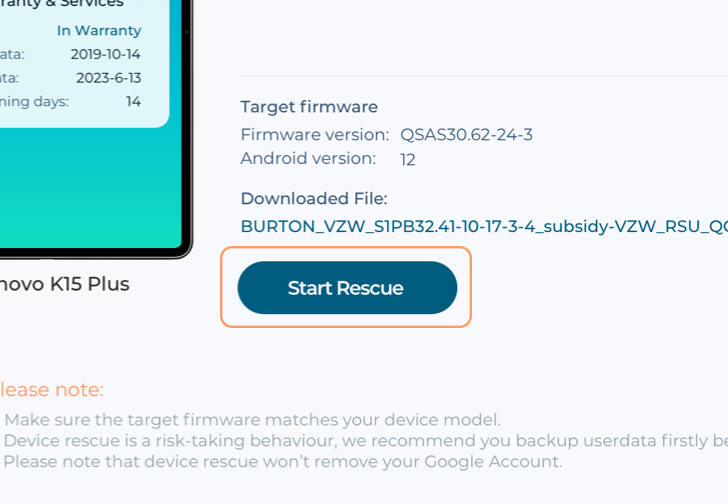 ranty & Services
In Warranty
ata: 2019-10-14
ata: 2023-6-13
ning days: 14
Target firmware
Firmware version: QSAS30.62-24-3
Android version: 12
Downloaded File:
BURTON_VZW_S1PB32.41-10-17-3-4_subsidy-VZW_RSU_QC
Start Rescue
novo K15 Plus
lease note:
Make sure the target firmware matches your device model.
Device rescue is a risk-taking behaviour, we recommend you backup userdata firstly be
Please note that device rescue won't remove your Google Account.